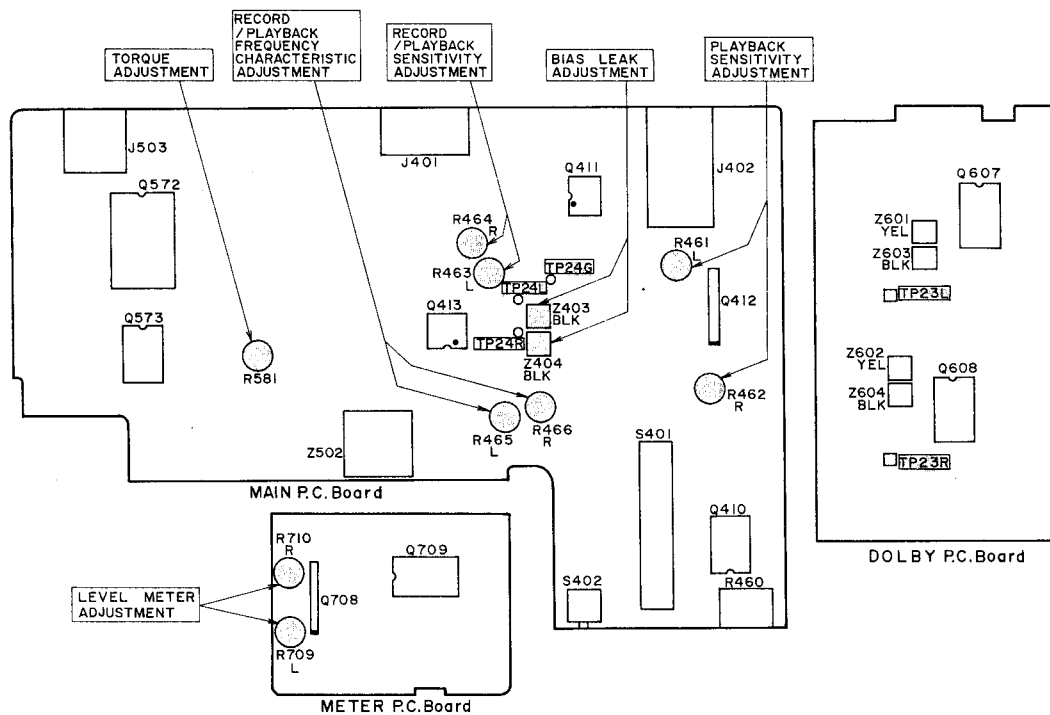 RECORD
/PLAYBACK
FREQUENCY
CHARACTERISTIC
ADJUSTMENT
RECORD
/PLAYBACK
SENSITIVITY
ADJUSTMENT
TORQUE
ADJUSTMENT
BIAS LEAK
ADJUSTMENT
PLAYBACK
SENSITIVITY
ADJUSTMENT
J503
J401
J402
Q572
Q411
Q607
R464
R
R461
L
Z601
YEL
Z603
BLK
R463
L
TP24G
TP24L
Q412
TP23L
Q573
Q413
Z403
BLK
TP24R
Z404
BLK
R581
R462
R
Z602
YEL
Z604
BLK
Q608
R465
L
R466
R
S401
Z502
TP23R
MAIN P.C.Board
Q410
DOLBY P.C.Board
R710
R
Q709
S402
R460
LEVEL METER
ADJUSTMENT
Q708
R709
L
METER P.C.Board